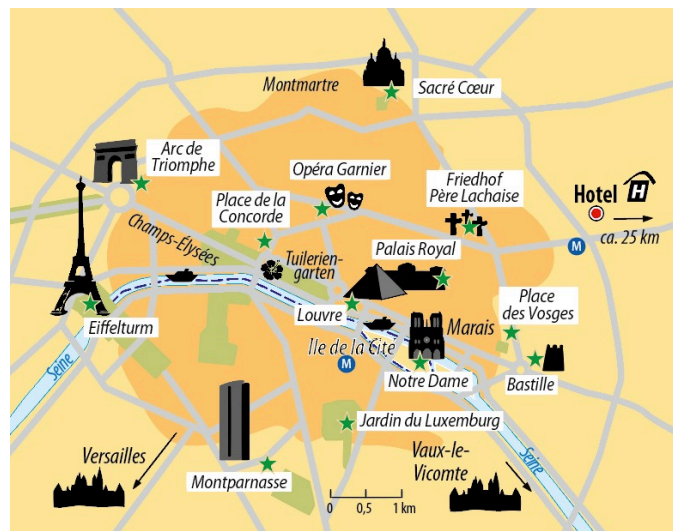 Montmartre
Sacré Cœur
Arc de
Triomphe
Opéra Garnier
Friedhof
Père Lachaise
Hotel H
ca. 25 km
M
Place de la
Concorde
Champs-Élysées
Tuilerien-
garten
Palais Royal
Louvre
Place
des Vosges
Marais
Eiffelturm
Ile de la Cité
M
Notre Dame
Bastille
Seine
Jardin du Luxemburg
Versailles
Montparnasse
Vaux-le-
Vicomte
Seine
0 0,5 1 km